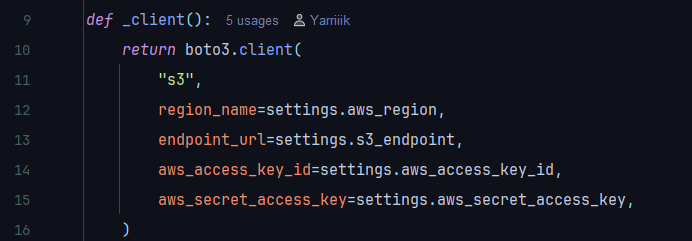 9 def _client(): 5 usages Yarriiik
10 return boto3.client(
11 "s3",
12 region_name=settings.aws_region,
13 endpoint_url=settings.s3_endpoint,
14 aws_access_key_id=settings.aws_access_key_id,
15 aws_secret_access_key=settings.aws_secret_access_key,
16 )